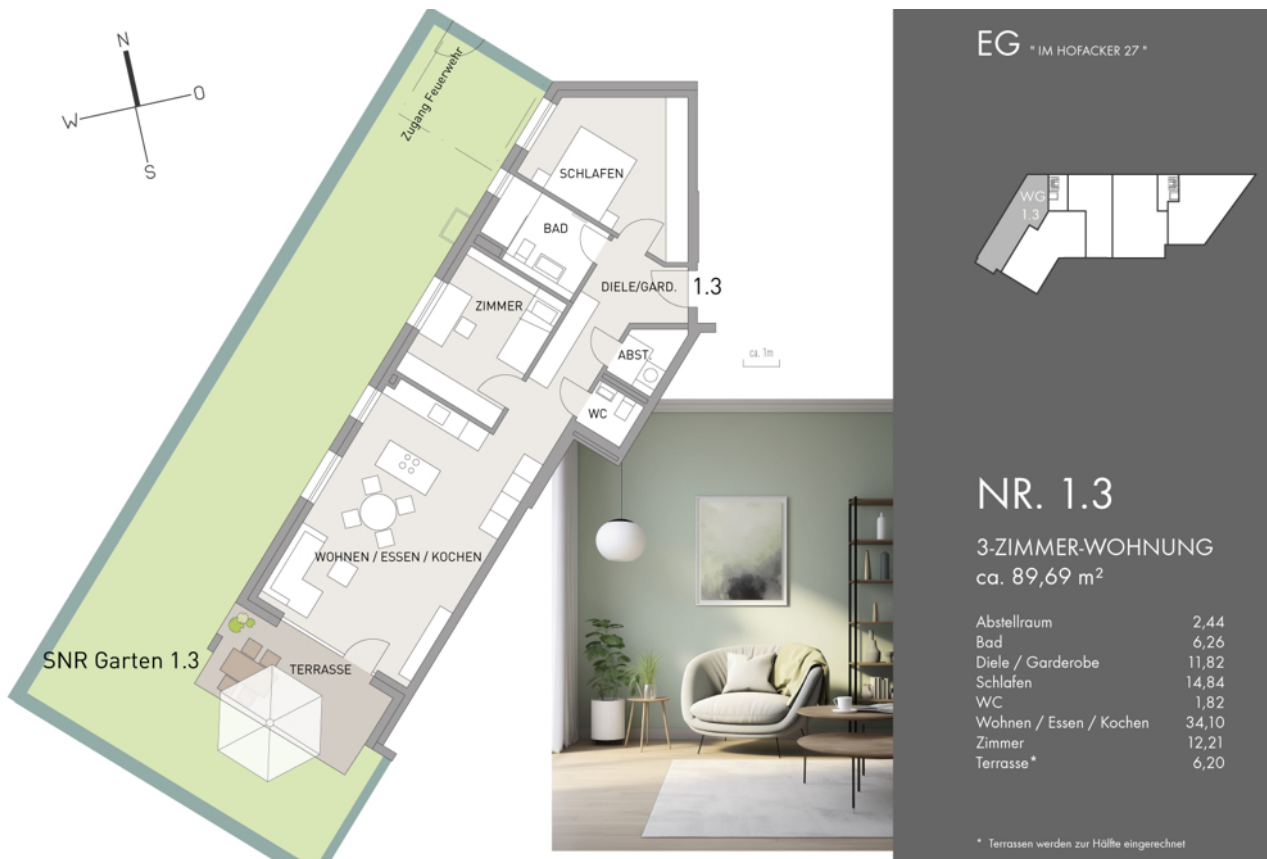 N
W
O
S
Zugang Feuerwehr
SCHLAFEN
BAD
ZIMMER
DIELE/GARD.
1.3
ABST.
WC
WOHNEN / ESSEN / KOCHEN
TERRASSE
SNR Garten 1.3
ca. 1m
EG " IM HOFACKER 27 "
WG
1.3
NR. 1.3
3-ZIMMER-WOHNUNG
ca. 89,69 m²
Abstellraum 2,44
Bad 6,26
Diele / Garderobe 11,82
Schlafen 14,84
WC 1,82
Wohnen / Essen / Kochen 34,10
Zimmer 12,21
Terrasse* 6,20
* Terrassen werden zur Hälfte eingerechnet